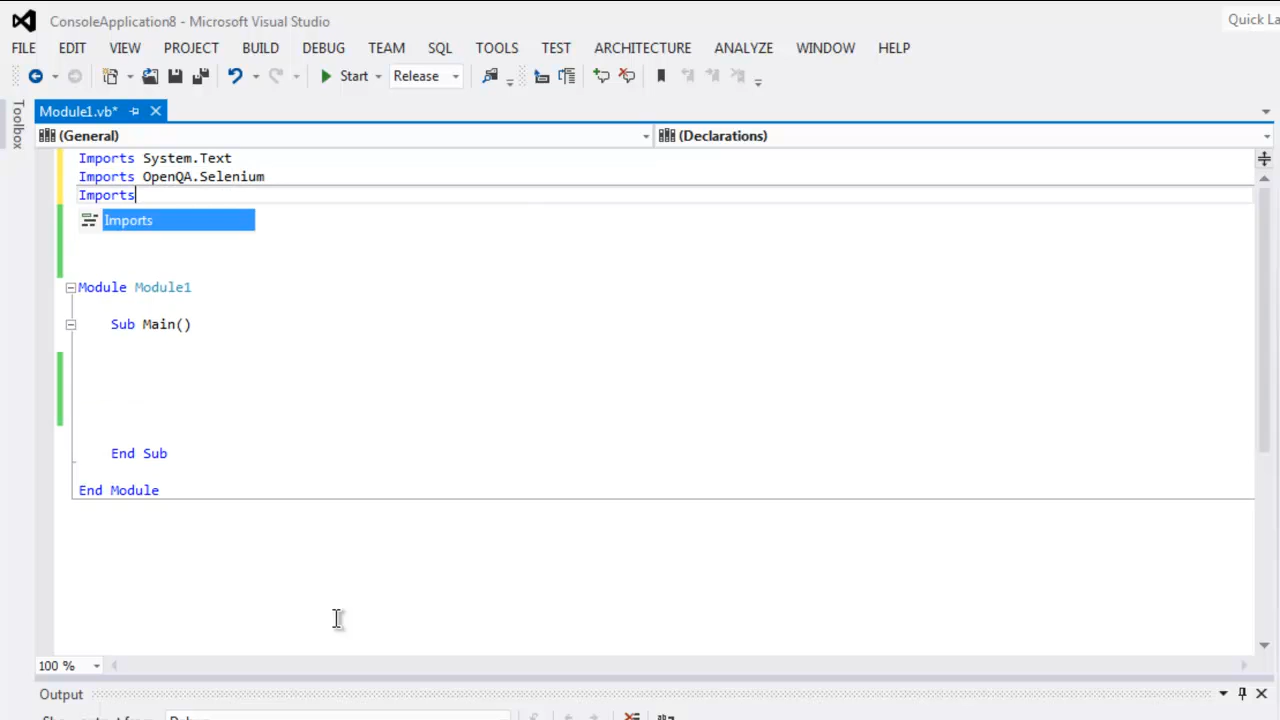 ConsoleApplication8 - Microsoft Visual Studio
Quick La
FILE EDIT VIEW PROJECT BUILD DEBUG TEAM SQL TOOLS TEST ARCHITECTURE ANALYZE WINDOW HELP
Start Release
Toolbox
Module1.vb*
(General) (Declarations)
Imports System.Text
Imports OpenQA.Selenium
Imports
Imports
Module Module1
Sub Main()
End Sub
End Module
100 %
Output